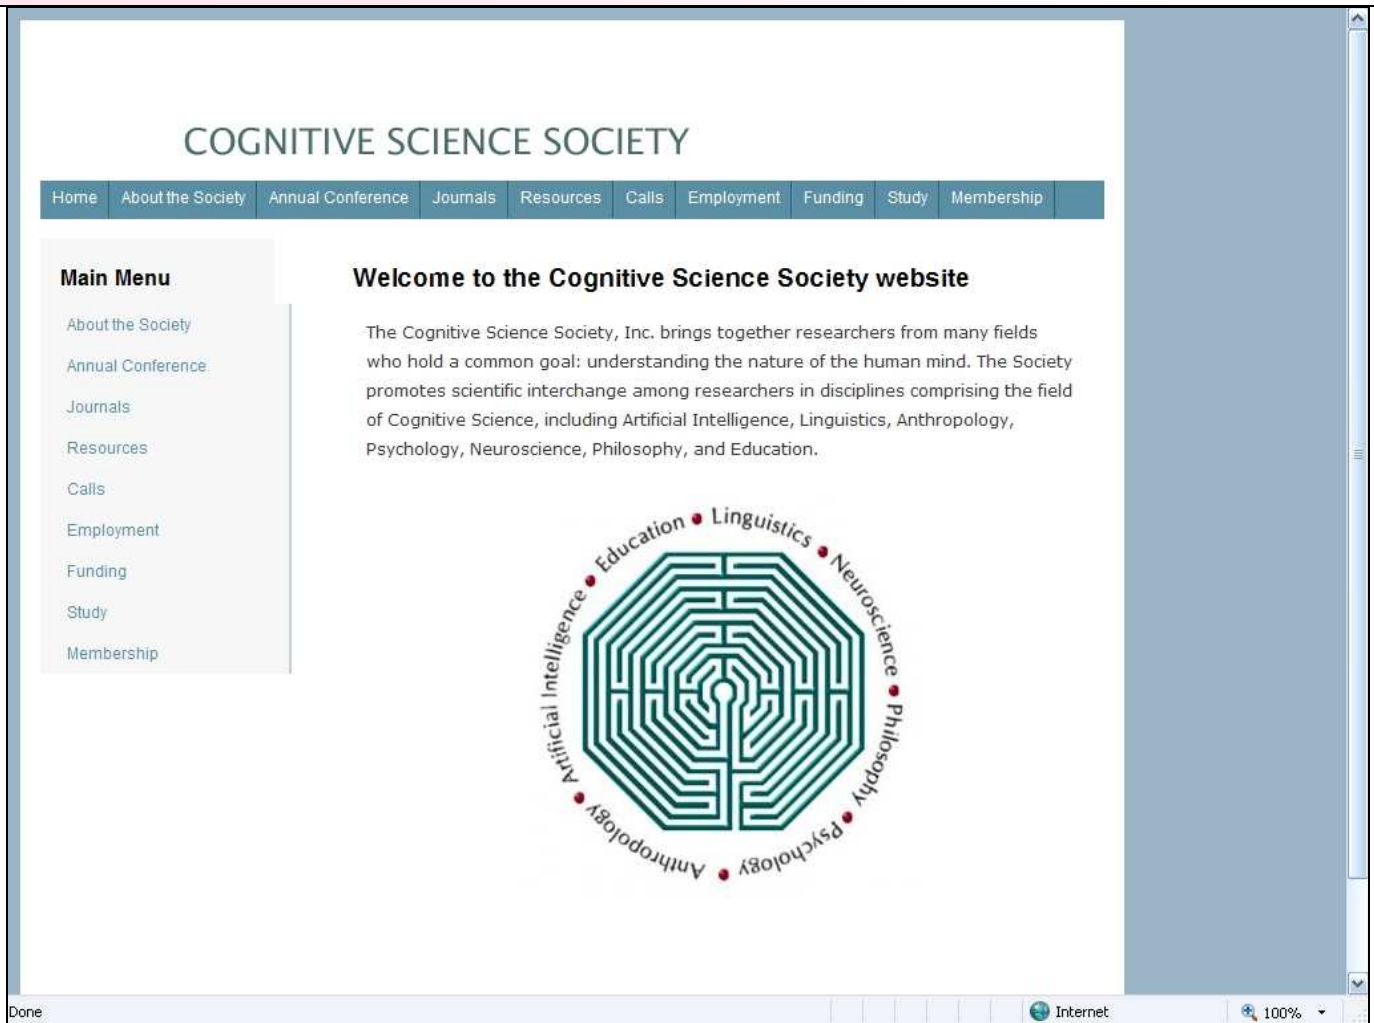 COGNITIVE SCIENCE SOCIETY
Home About the Society Annual Conference Journals Resources Calls Employment Funding Study Membership
Main Menu
About the Society
Annual Conference
Journals
Resources
Calls
Employment
Funding
Study
Membership
Welcome to the Cognitive Science Society website
The Cognitive Science Society, Inc. brings together researchers from many fields
who hold a common goal: understanding the nature of the human mind. The Society
promotes scientific interchange among researchers in disciplines comprising the field
of Cognitive Science, including Artificial Intelligence, Linguistics, Anthropology,
Psychology, Neuroscience, Philosophy, and Education.
Education • Linguistics • Neuroscience • Philosophy • Psychology • Anthropology • Artificial Intelligence •
Done Internet 100%